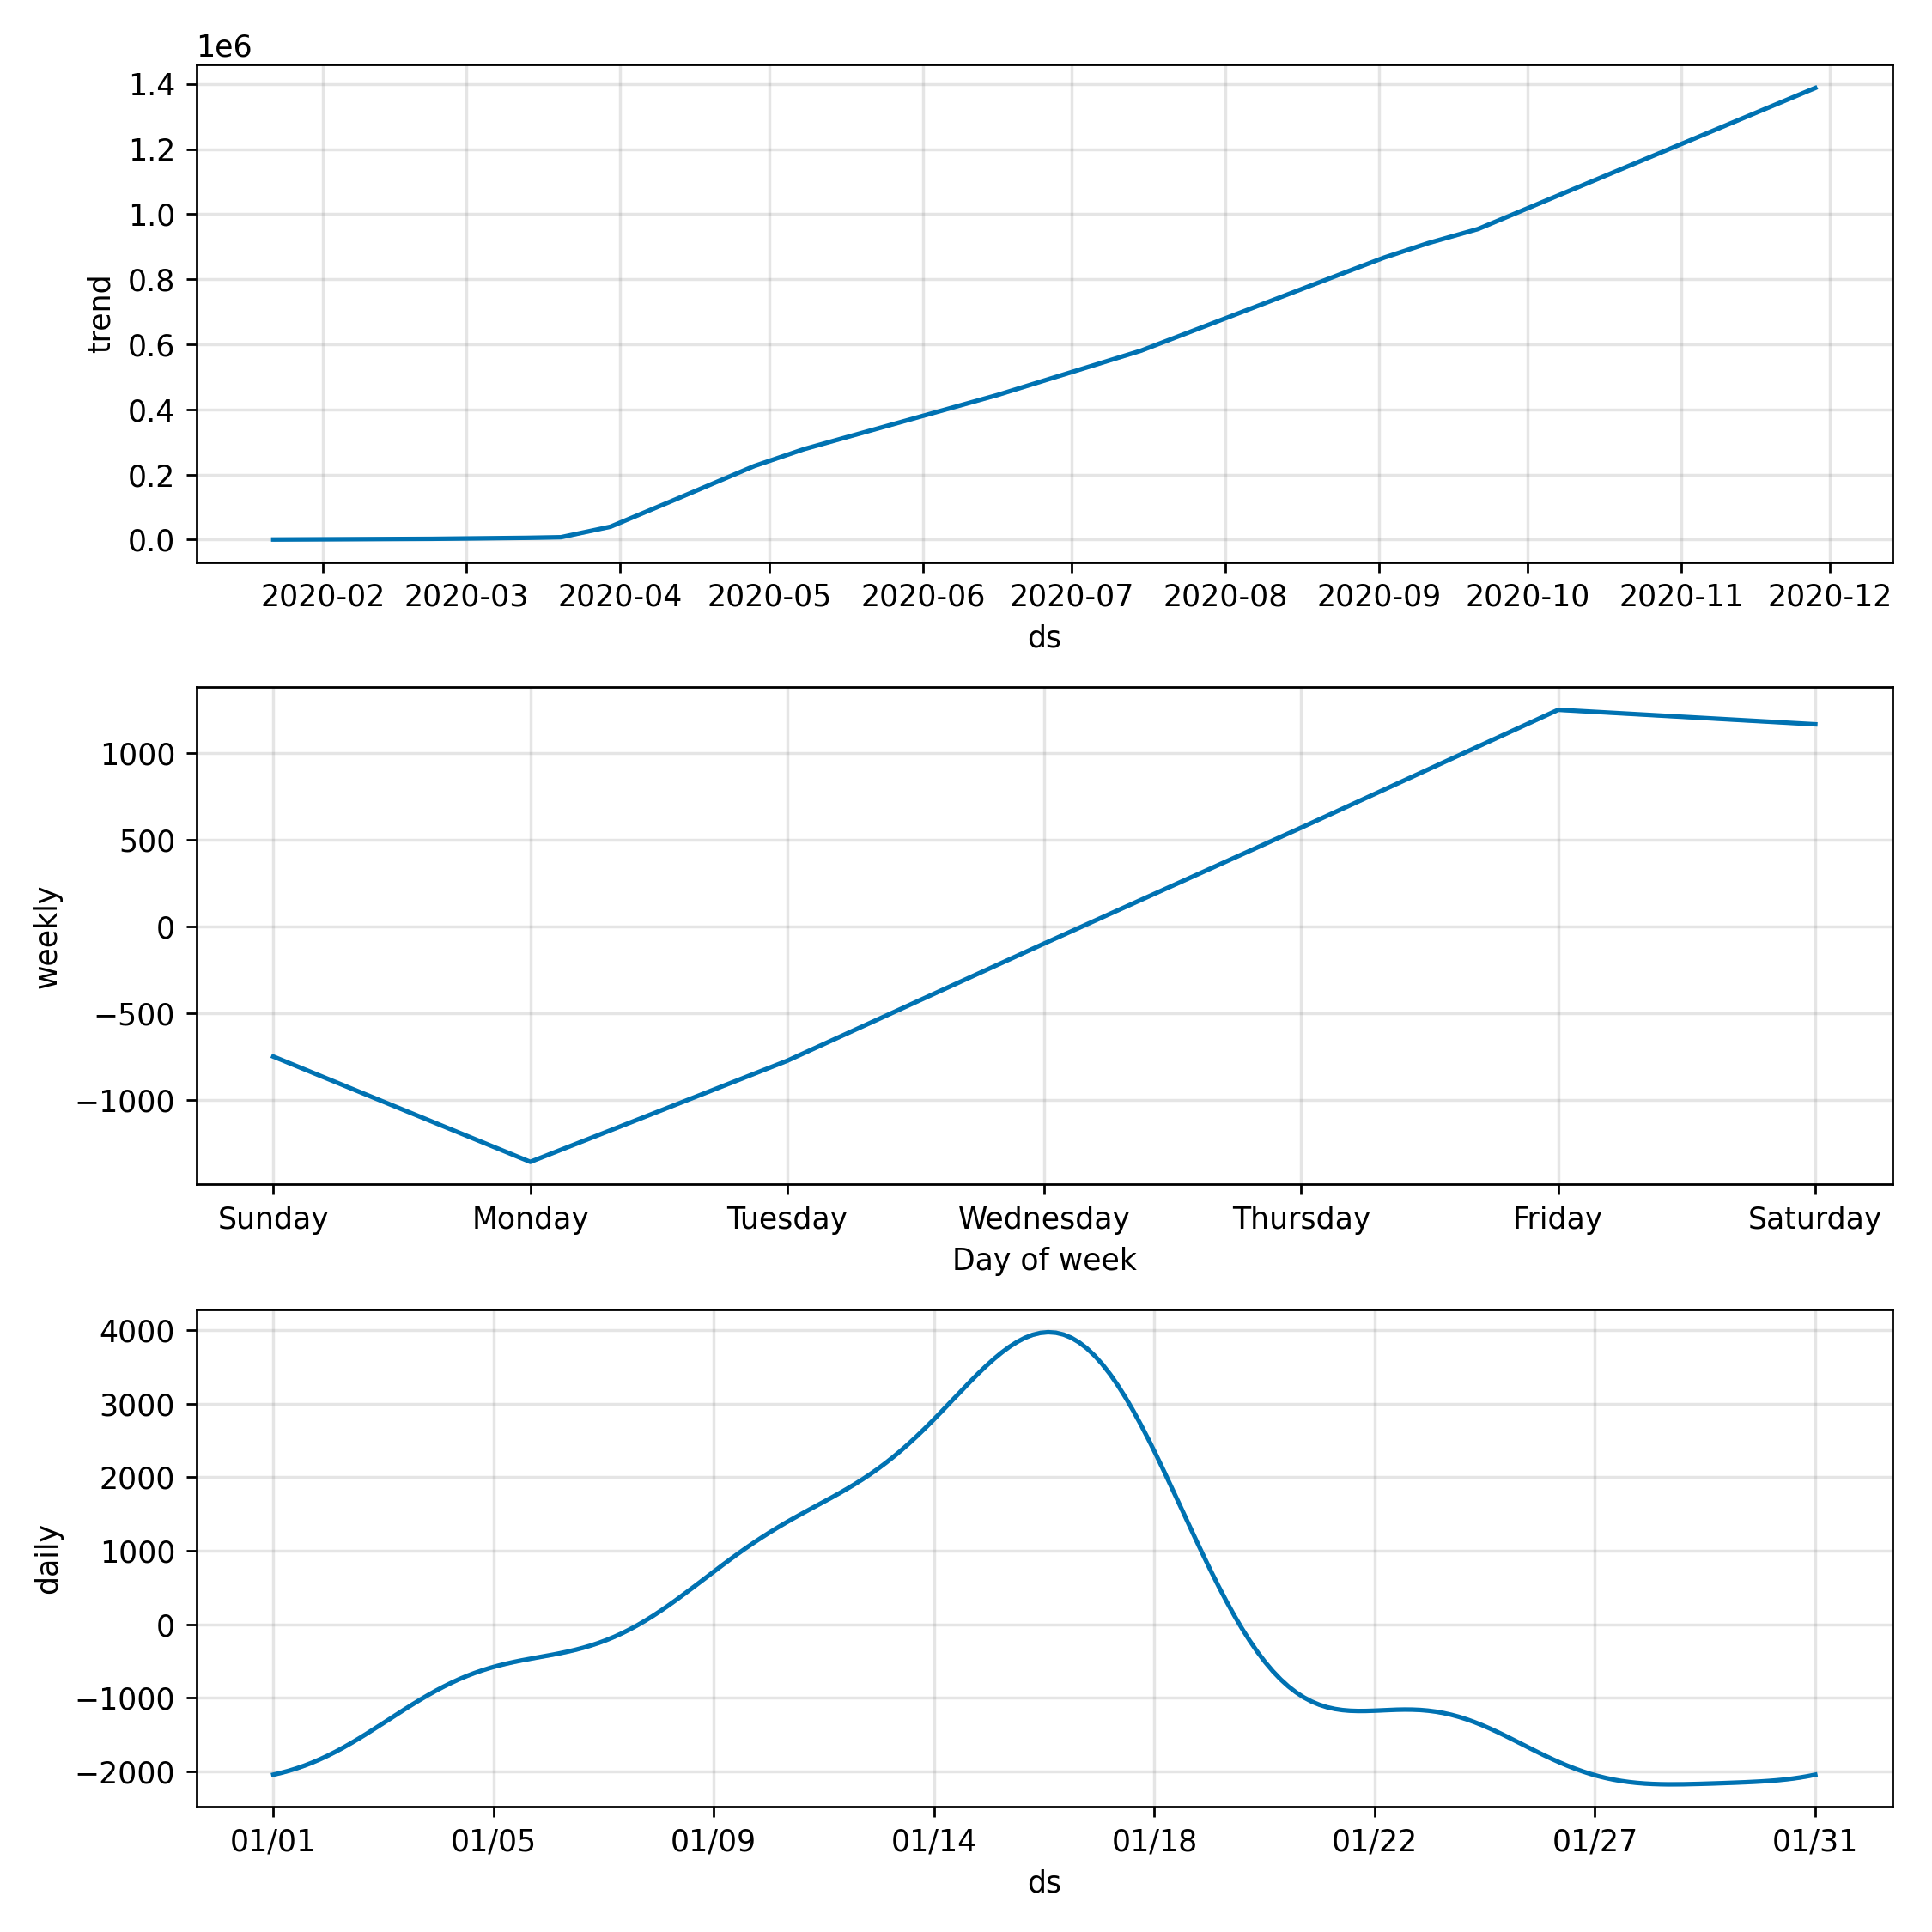 1e6
1.4
1.2
1.0
0.8
0.6
0.4
0.2
0.0
trend
2020-02 2020-03 2020-04 2020-05 2020-06 2020-07 2020-08 2020-09 2020-10 2020-11 2020-12
ds
1000
500
0
−500
−1000
weekly
Sunday Monday Tuesday Wednesday Thursday Friday Saturday
Day of week
4000
3000
2000
1000
0
−1000
−2000
daily
01/01 01/05 01/09 01/14 01/18 01/22 01/27 01/31
ds